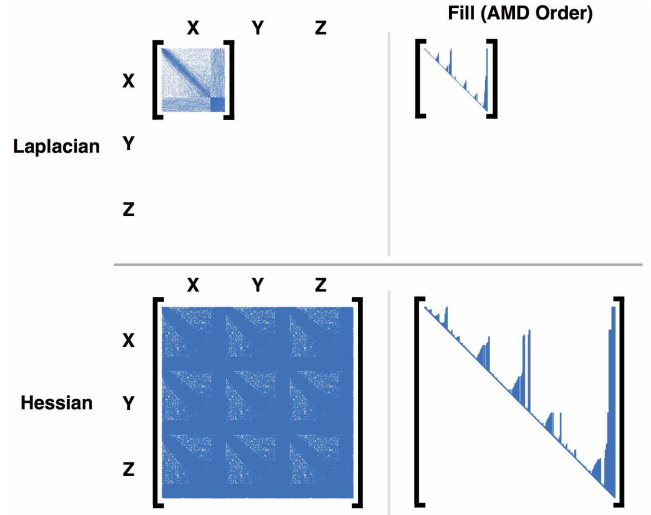 Fill (AMD Order)
X Y Z
X
Laplacian Y
Z
X Y Z
X
Hessian Y
Z